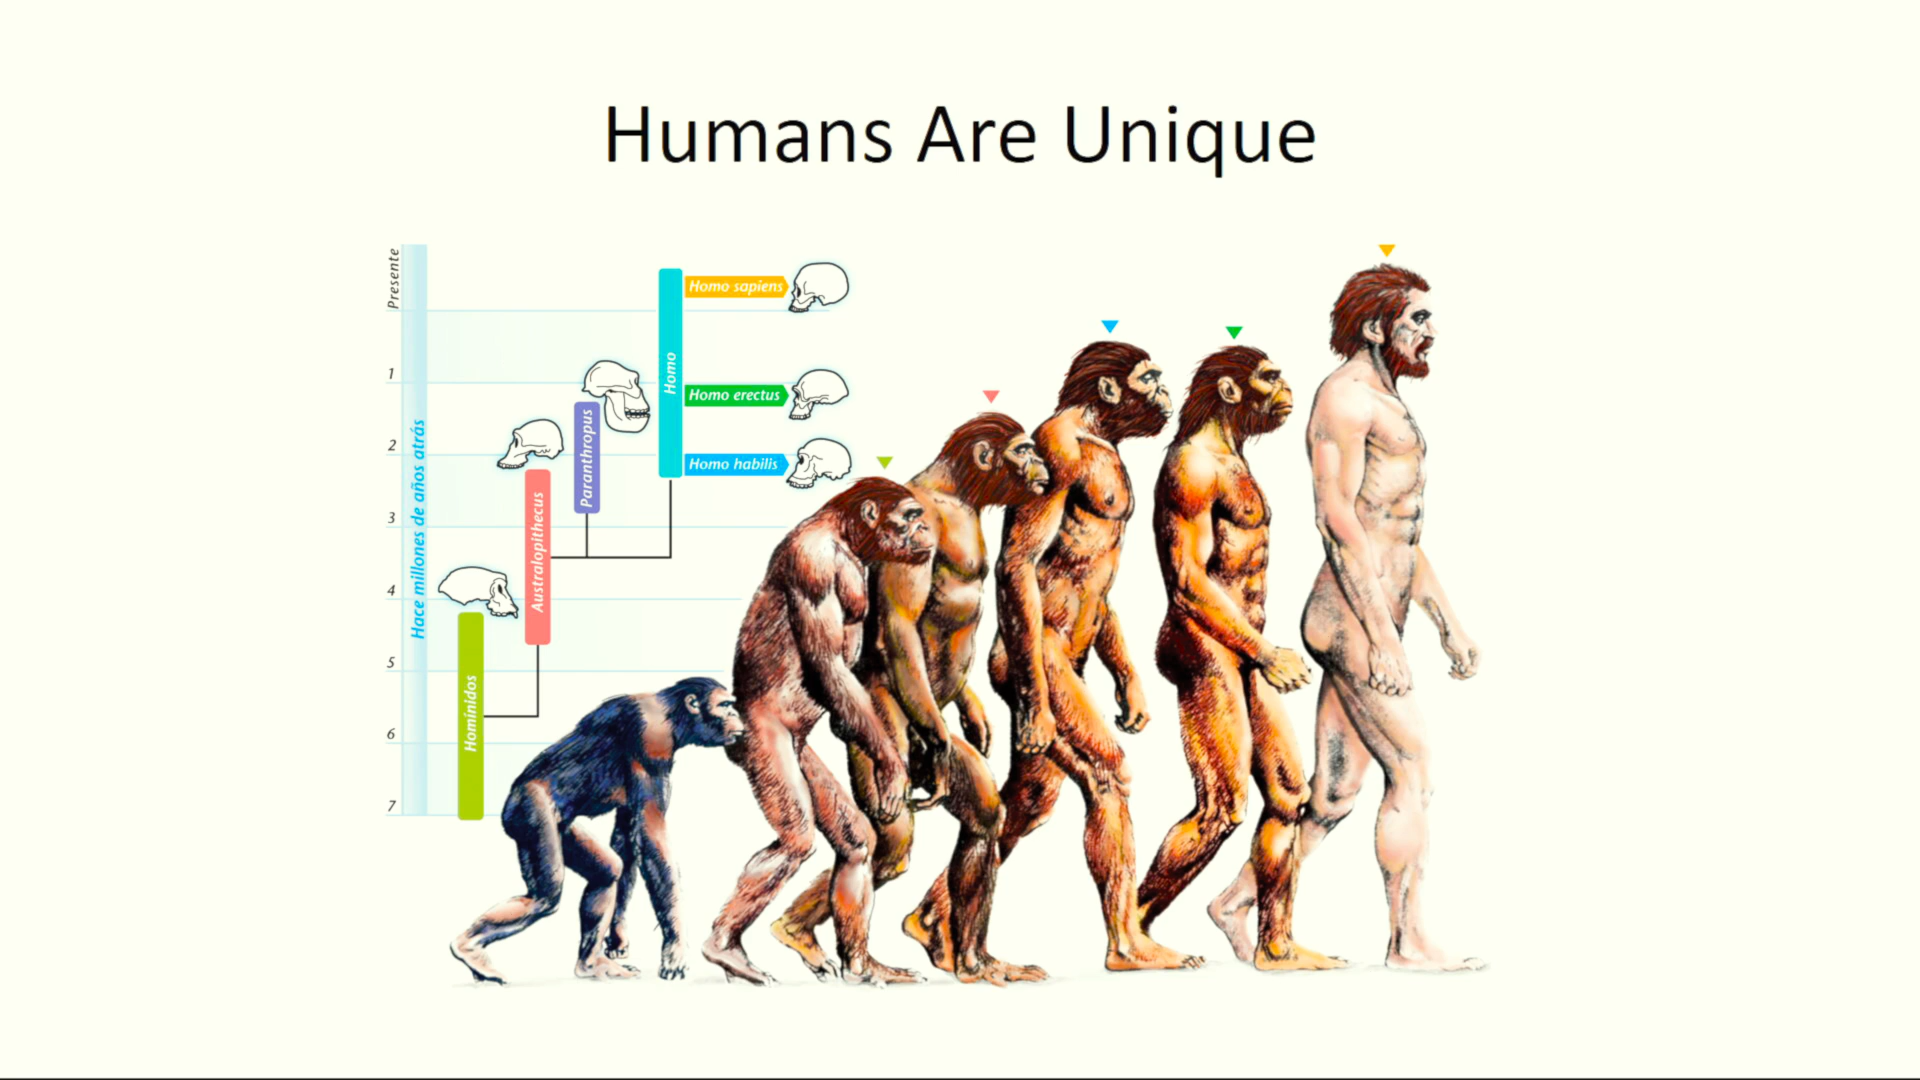 Humans Are Unique
Presente
1
2
3
4
5
6
7
Hace millones de años atrás
Homínidos
Australopithecus
Paranthropus
Homo
Homo sapiens
Homo erectus
Homo habilis